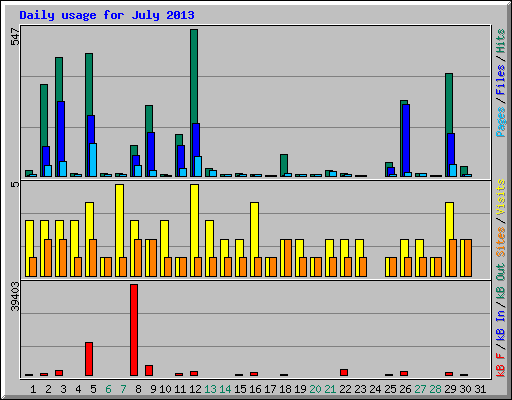 Daily usage for July 2013
547
Pages / Files / Hits
5
Sites / Visits
39403
kB F / kB In / kB Out
1 2 3 4 5 6 7 8 9 10 11 12 13 14 15 16 17 18 19 20 21 22 23 24 25 26 27 28 29 30 31